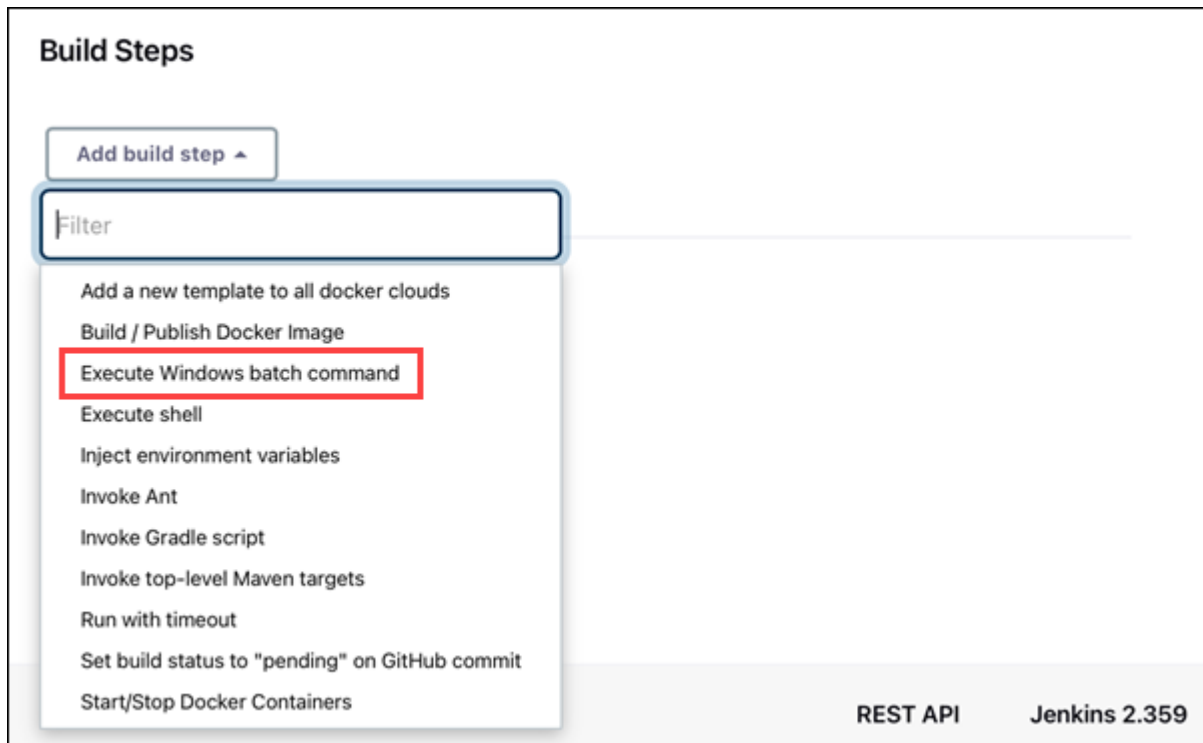 Build Steps
Add build step
Filter
Add a new template to all docker clouds
Build / Publish Docker Image
Execute Windows batch command
Execute shell
Inject environment variables
Invoke Ant
Invoke Gradle script
Invoke top-level Maven targets
Run with timeout
Set build status to "pending" on GitHub commit
Start/Stop Docker Containers
REST API Jenkins 2.359